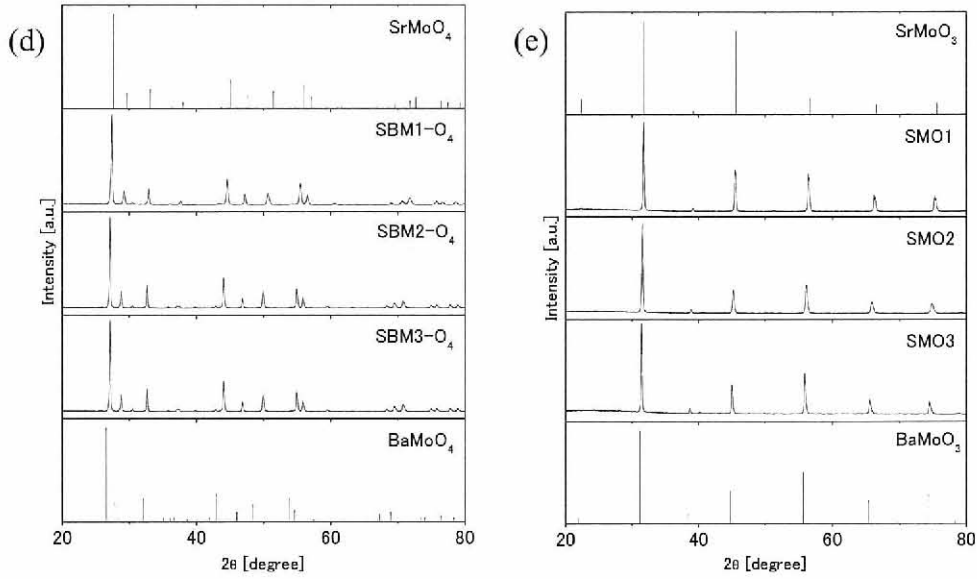 (d)
SrMoO₄
SBM1-O₄
SBM2-O₄
SBM3-O₄
BaMoO₄
Intensity [a.u.]
20 40 60 80
2θ [degree]
(e)
SrMoO₃
SMO1
SMO2
SMO3
BaMoO₃
Intensity [a.u.]
20 40 60 80
2θ [degree]